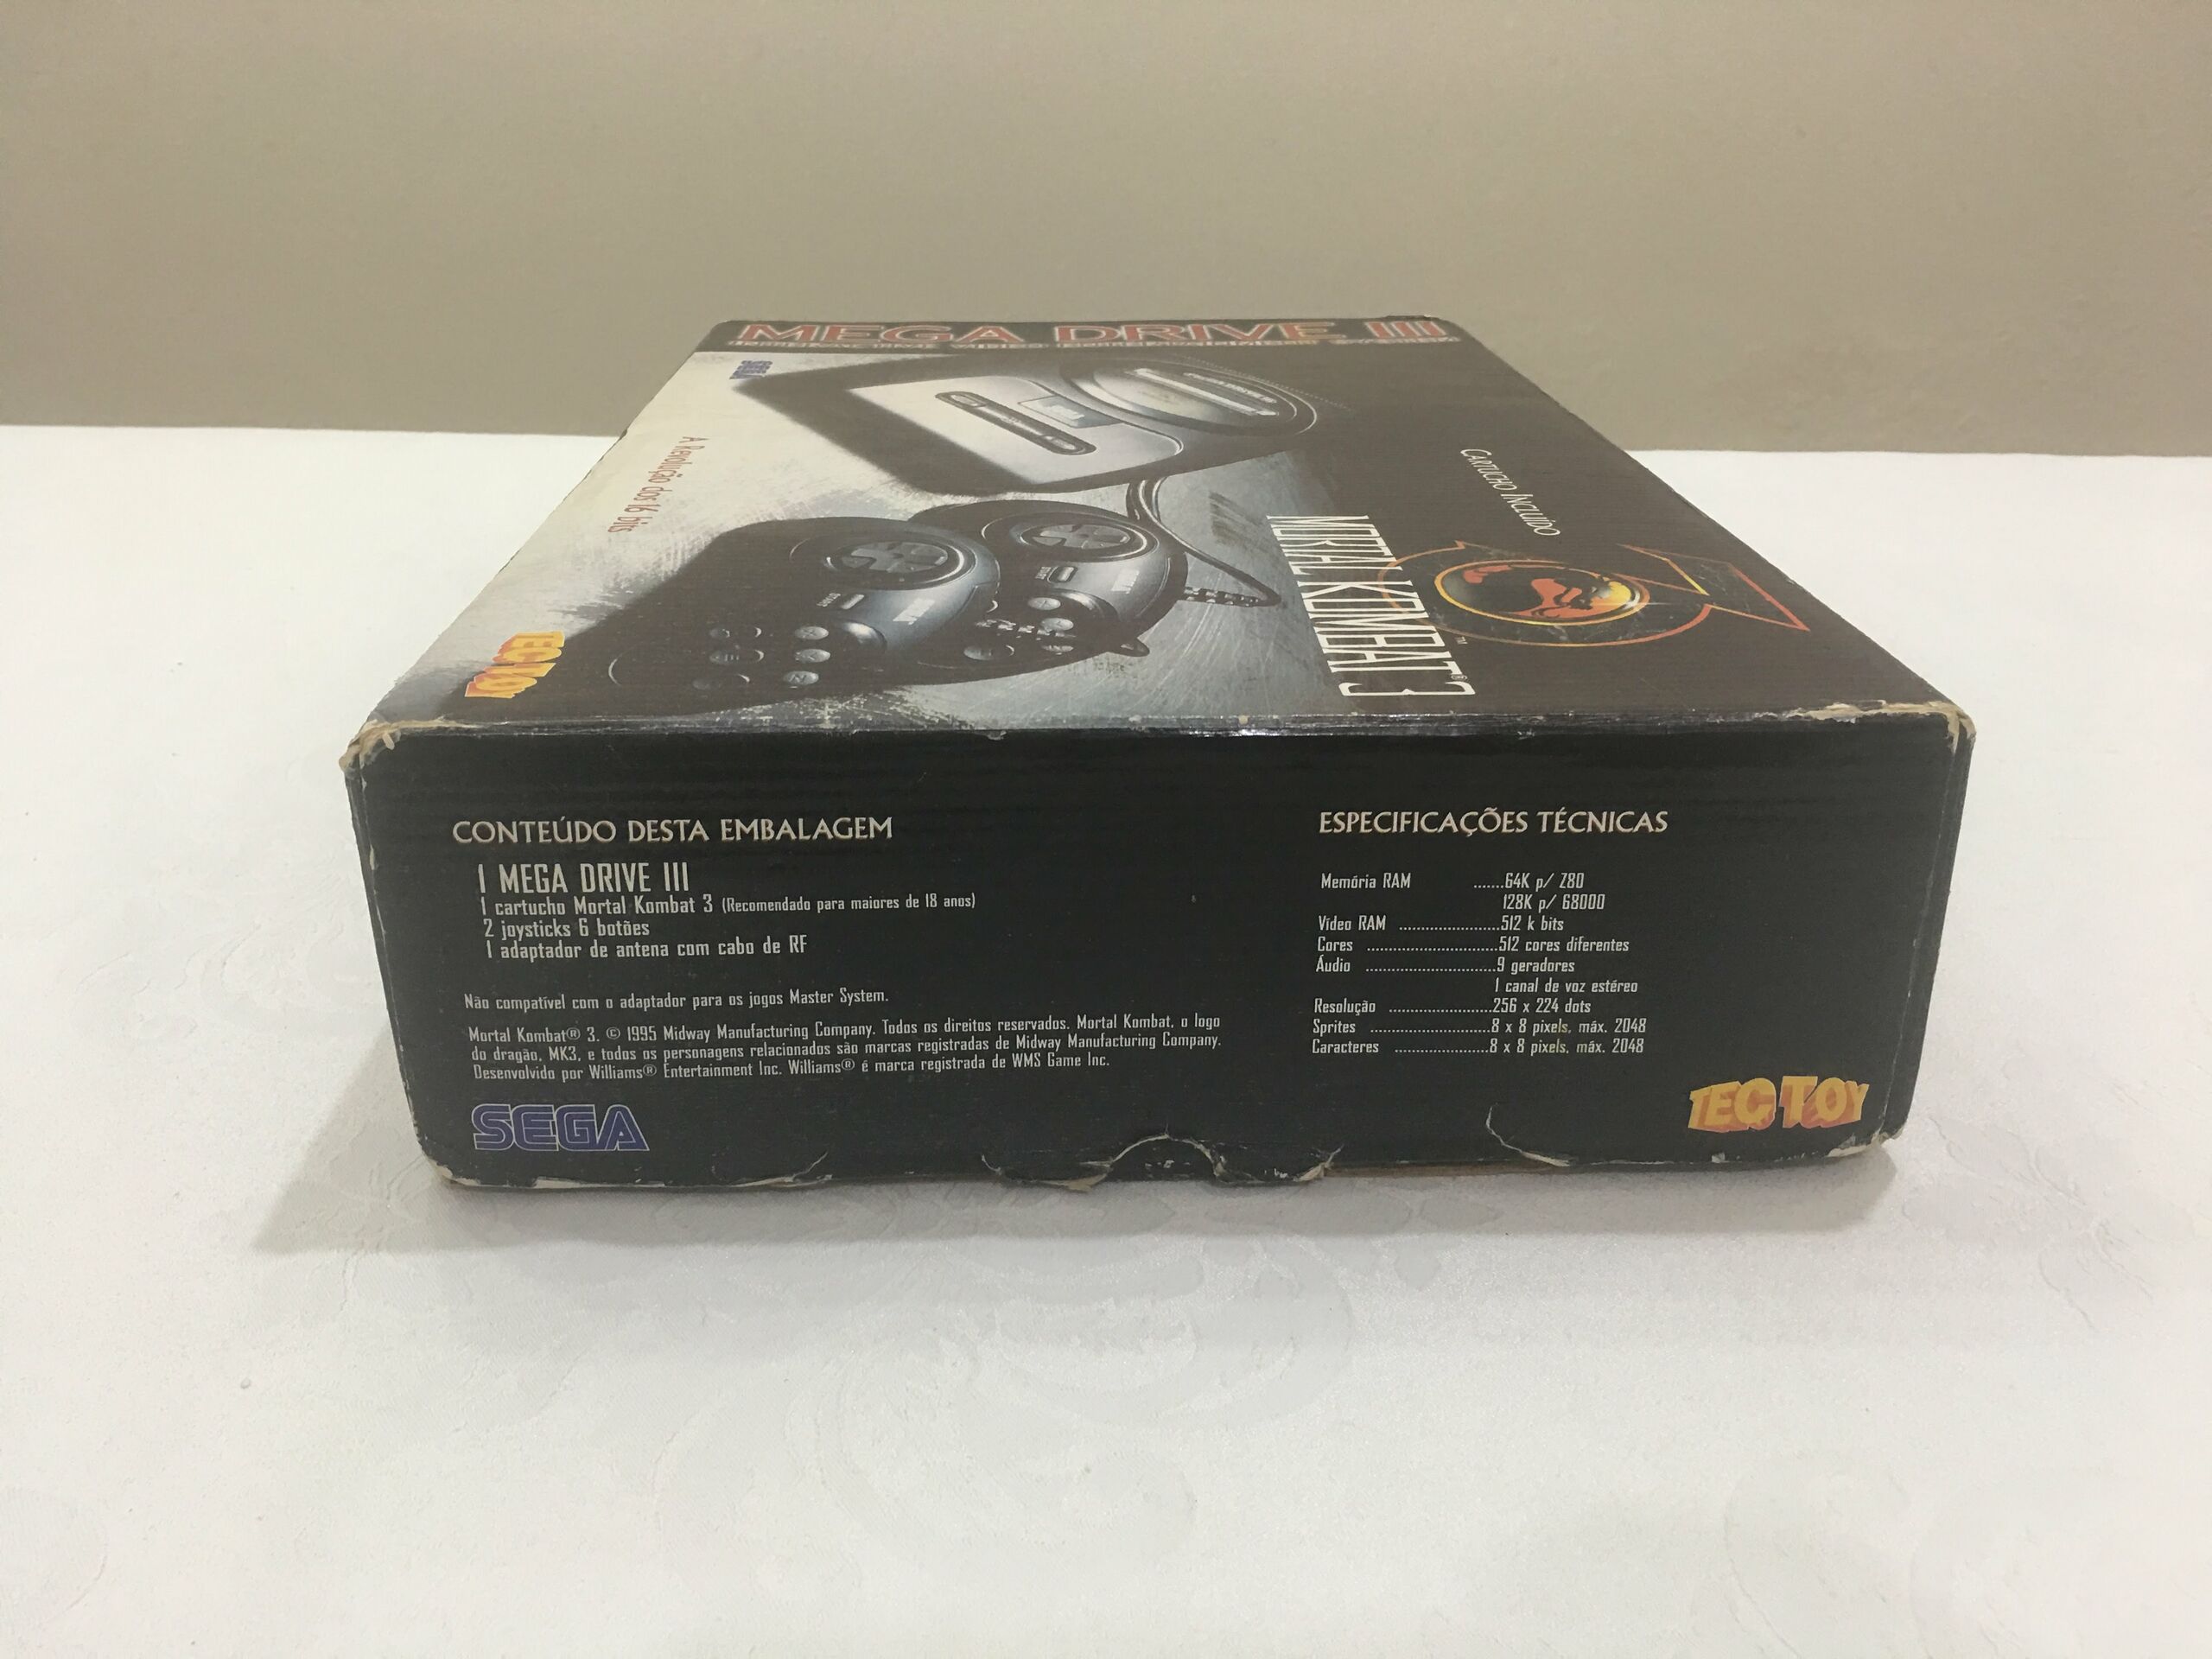 MEGA DRIVE III
SEGA
A Revolução dos 16 bits
TEC TOY
CARTUCHO INCLUÍDO
MORTAL KOMBAT® 3
TM
CONTEÚDO DESTA EMBALAGEM
1 MEGA DRIVE III
1 cartucho Mortal Kombat 3 (Recomendado para maiores de 18 anos)
2 joysticks 6 botões
1 adaptador de antena com cabo de RF
Não compatível com o adaptador para os jogos Master System.
Mortal Kombat® 3. © 1995 Midway Manufacturing Company. Todos os direitos reservados. Mortal Kombat, o logo
do dragão, MK3, e todos os personagens relacionados são marcas registradas de Midway Manufacturing Company.
Desenvolvido por Williams® Entertainment Inc. Williams® é marca registrada de WMS Game Inc.
SEGA
ESPECIFICAÇÕES TÉCNICAS
Memória RAM .......64K p/ Z80
128K p/ 68000
Vídeo RAM ........................512 k bits
Cores ...............................512 cores diferentes
Áudio ...............................9 geradores
1 canal de voz estéreo
Resolução ........................256 x 224 dots
Sprites ............................8 x 8 pixels, máx. 2048
Caracteres ......................8 x 8 pixels, máx. 2048
TEC TOY